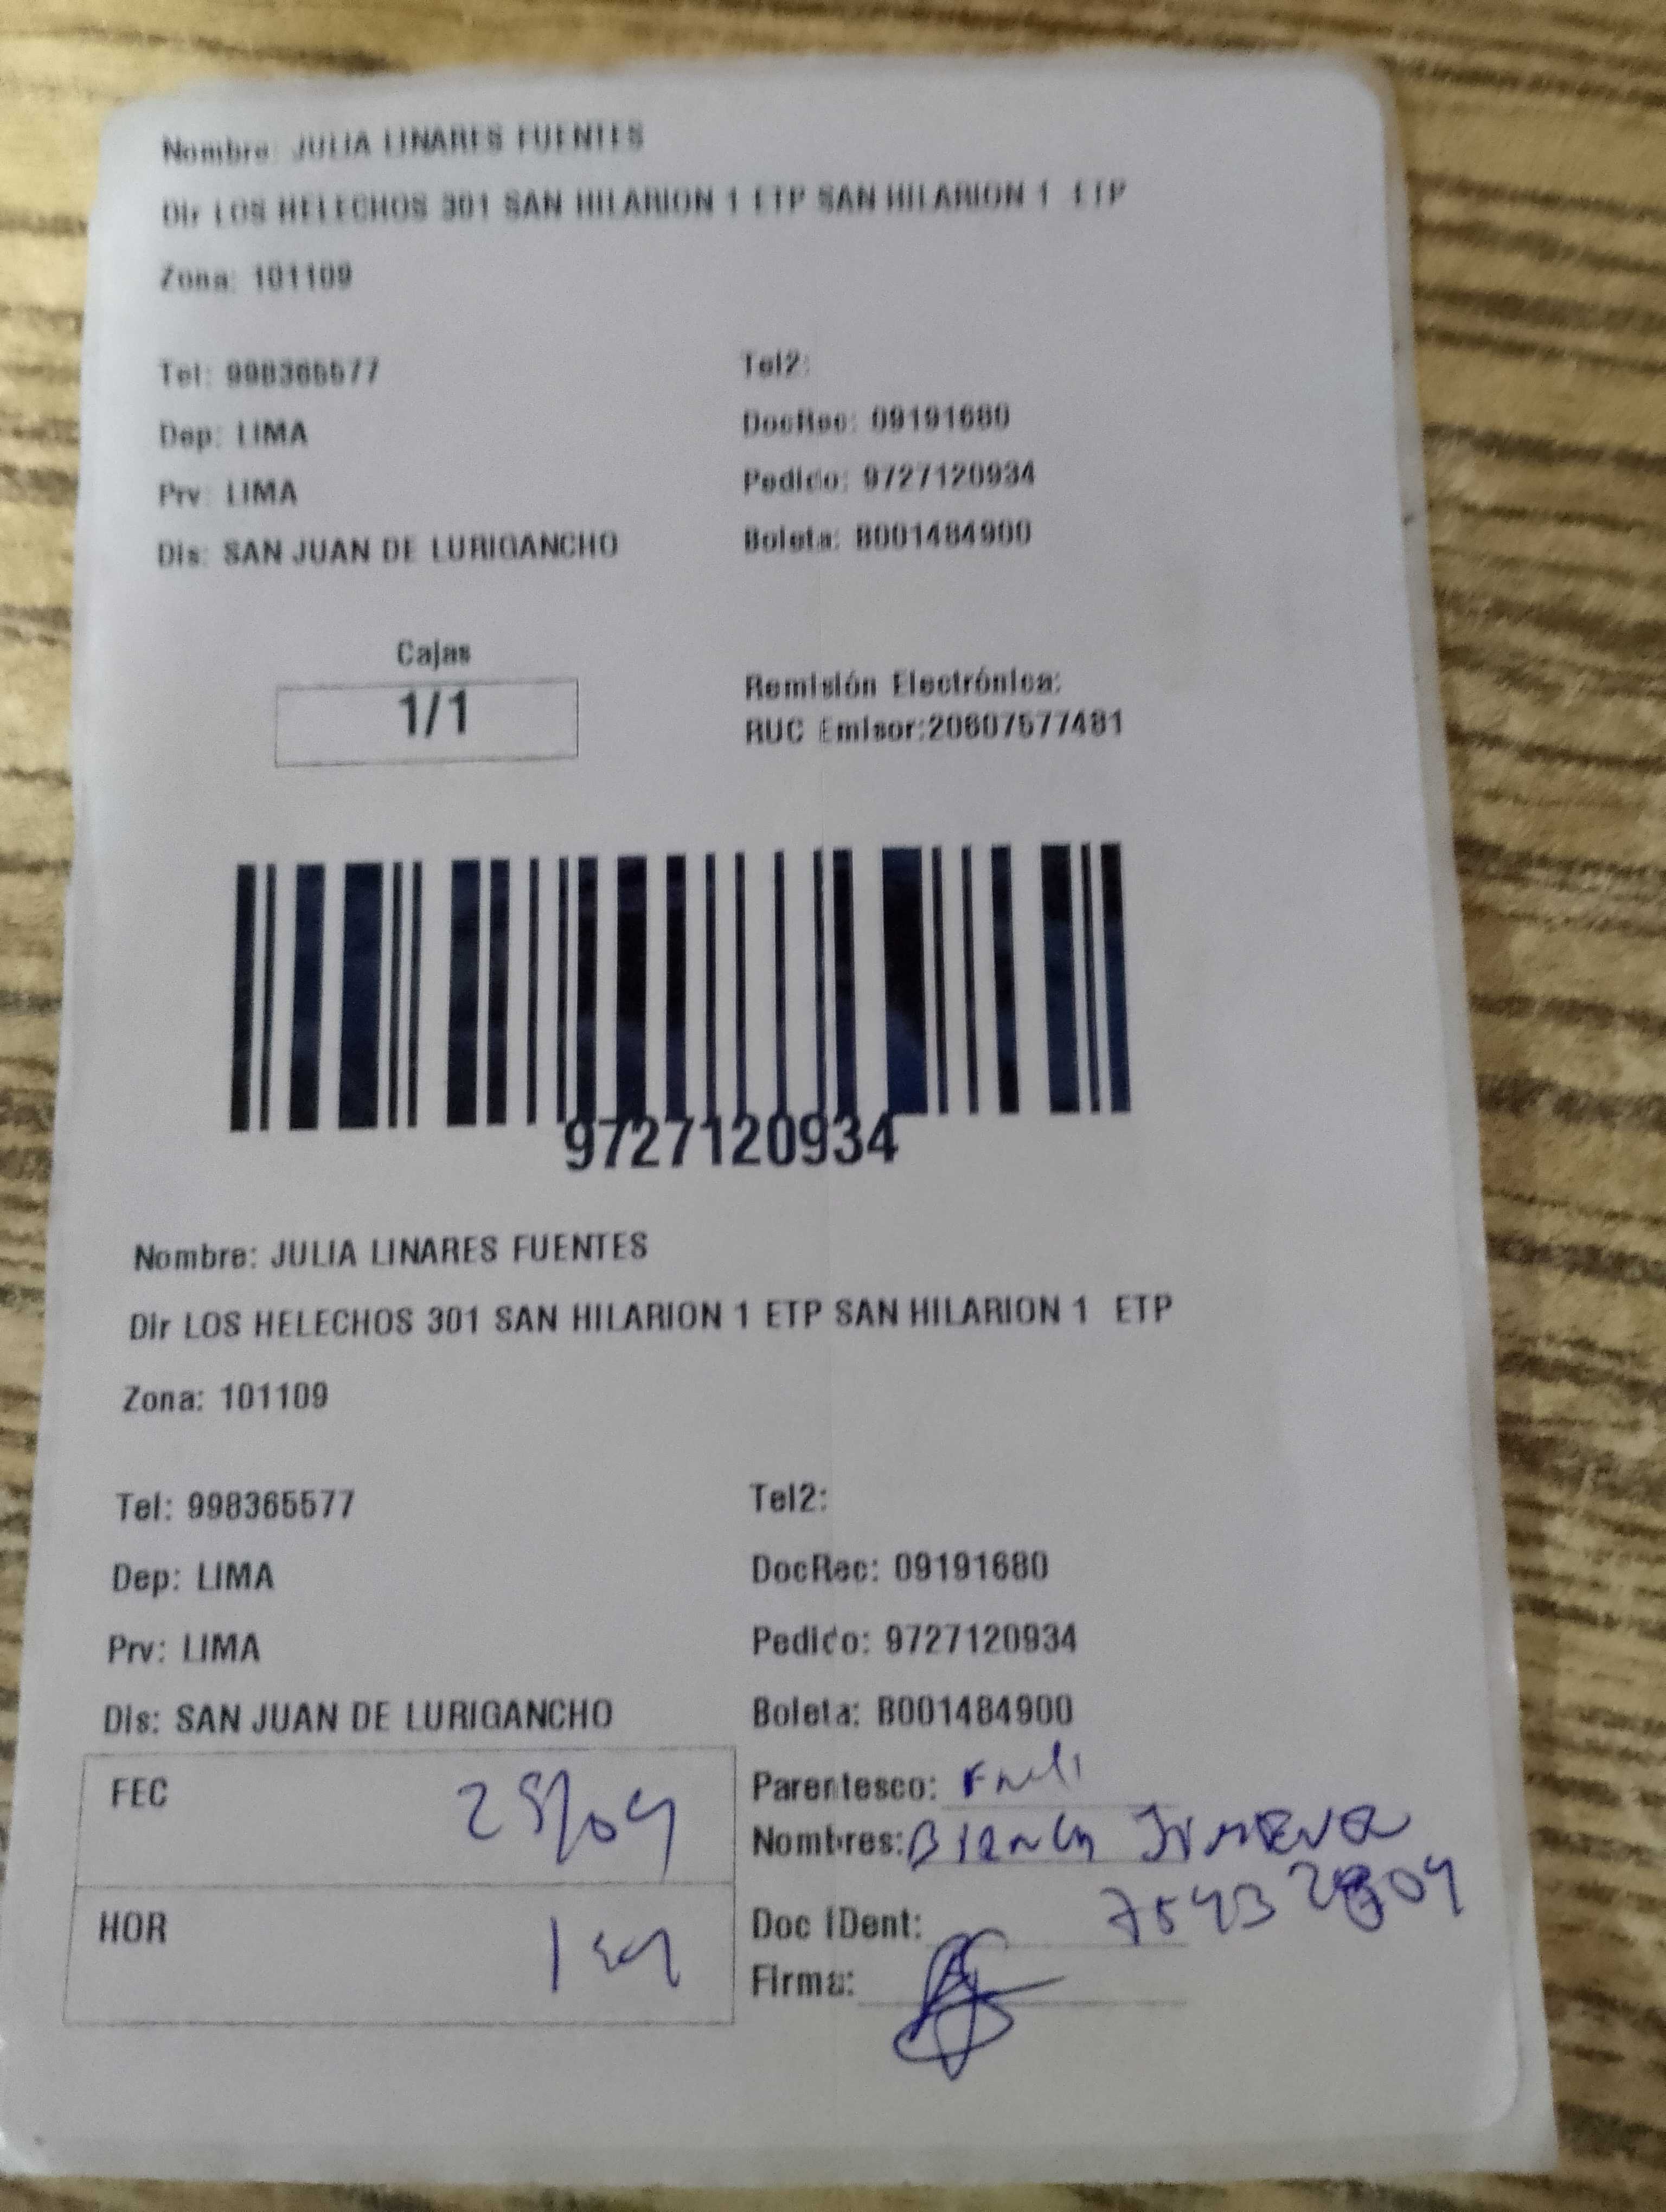 Nombre: JULIA LINARES FUENTES
Dir LOS HELECHOS 301 SAN HILARION 1 ETP SAN HILARION 1 ETP
Zona: 101109
Tel: 998365577 Tel2:
Dep: LIMA DocRec: 09191680
Prv: LIMA Pedido: 9727120934
Dis: SAN JUAN DE LURIGANCHO Boleta: B001484900
Cajas
1/1
Remisión Electrónica:
RUC Emisor:20607577481
9727120934
Nombre: JULIA LINARES FUENTES
Dir LOS HELECHOS 301 SAN HILARION 1 ETP SAN HILARION 1 ETP
Zona: 101109
Tel: 998365577 Tel2:
Dep: LIMA DocRec: 09191680
Prv: LIMA Pedido: 9727120934
Dis: SAN JUAN DE LURIGANCHO Boleta: B001484900
FEC
HOR
Parentesco:
Nombres:
Doc IDent:
Firma: